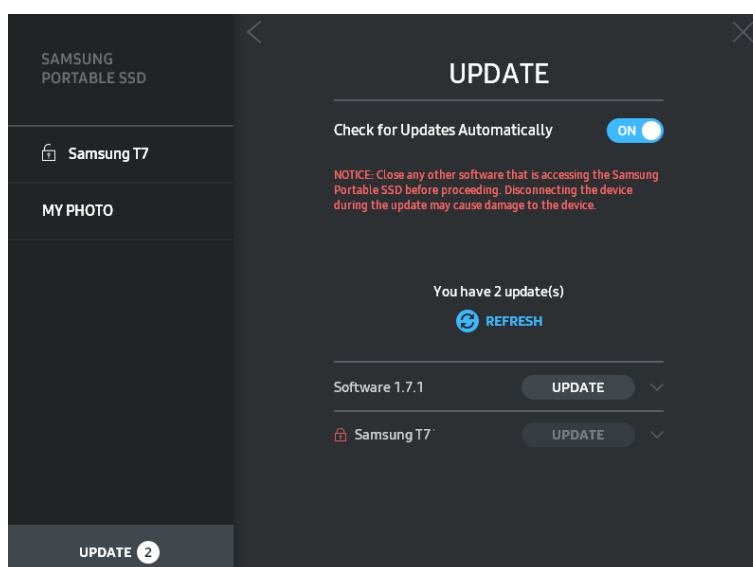 SAMSUNG
PORTABLE SSD
Samsung T7
MY PHOTO
UPDATE 2
UPDATE
Check for Updates Automatically ON
NOTICE: Close any other software that is accessing the Samsung
Portable SSD before proceeding. Disconnecting the device
during the update may cause damage to the device.
You have 2 update(s)
REFRESH
Software 1.7.1 UPDATE
Samsung T7 UPDATE